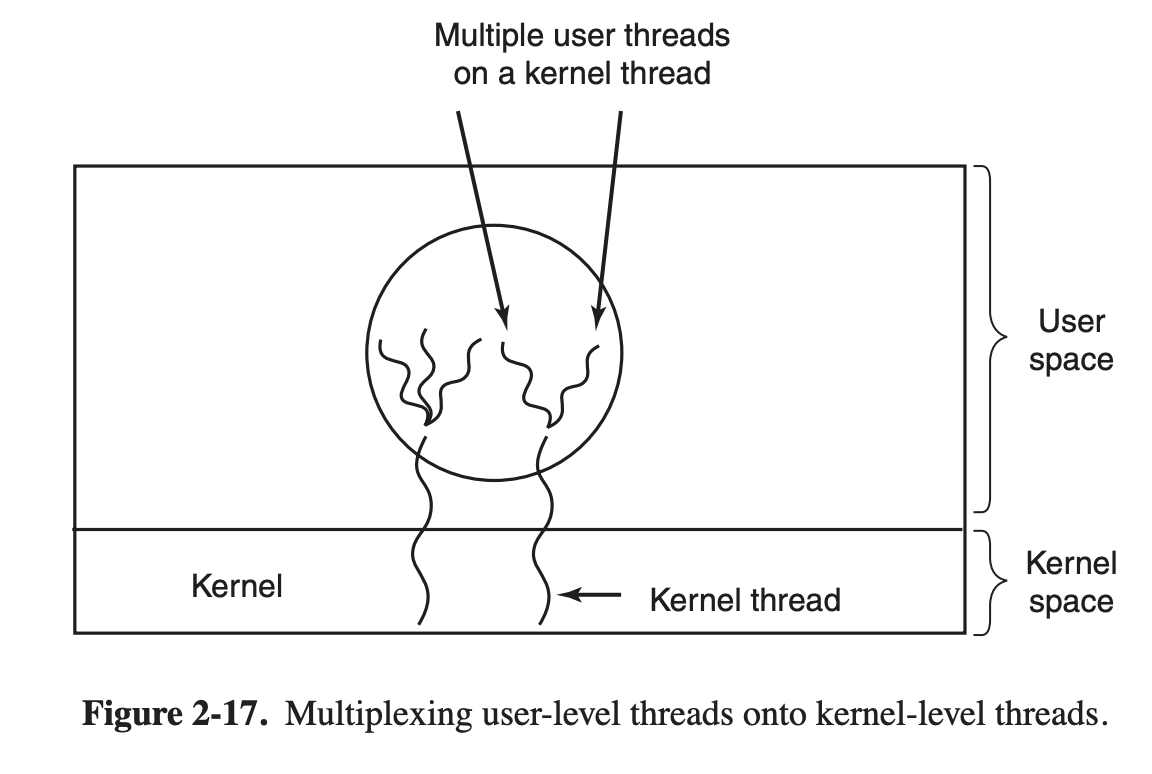 Multiple user threads
on a kernel thread
User
space
Kernel
Kernel thread
Kernel
space
Figure 2-17. Multiplexing user-level threads onto kernel-level threads.